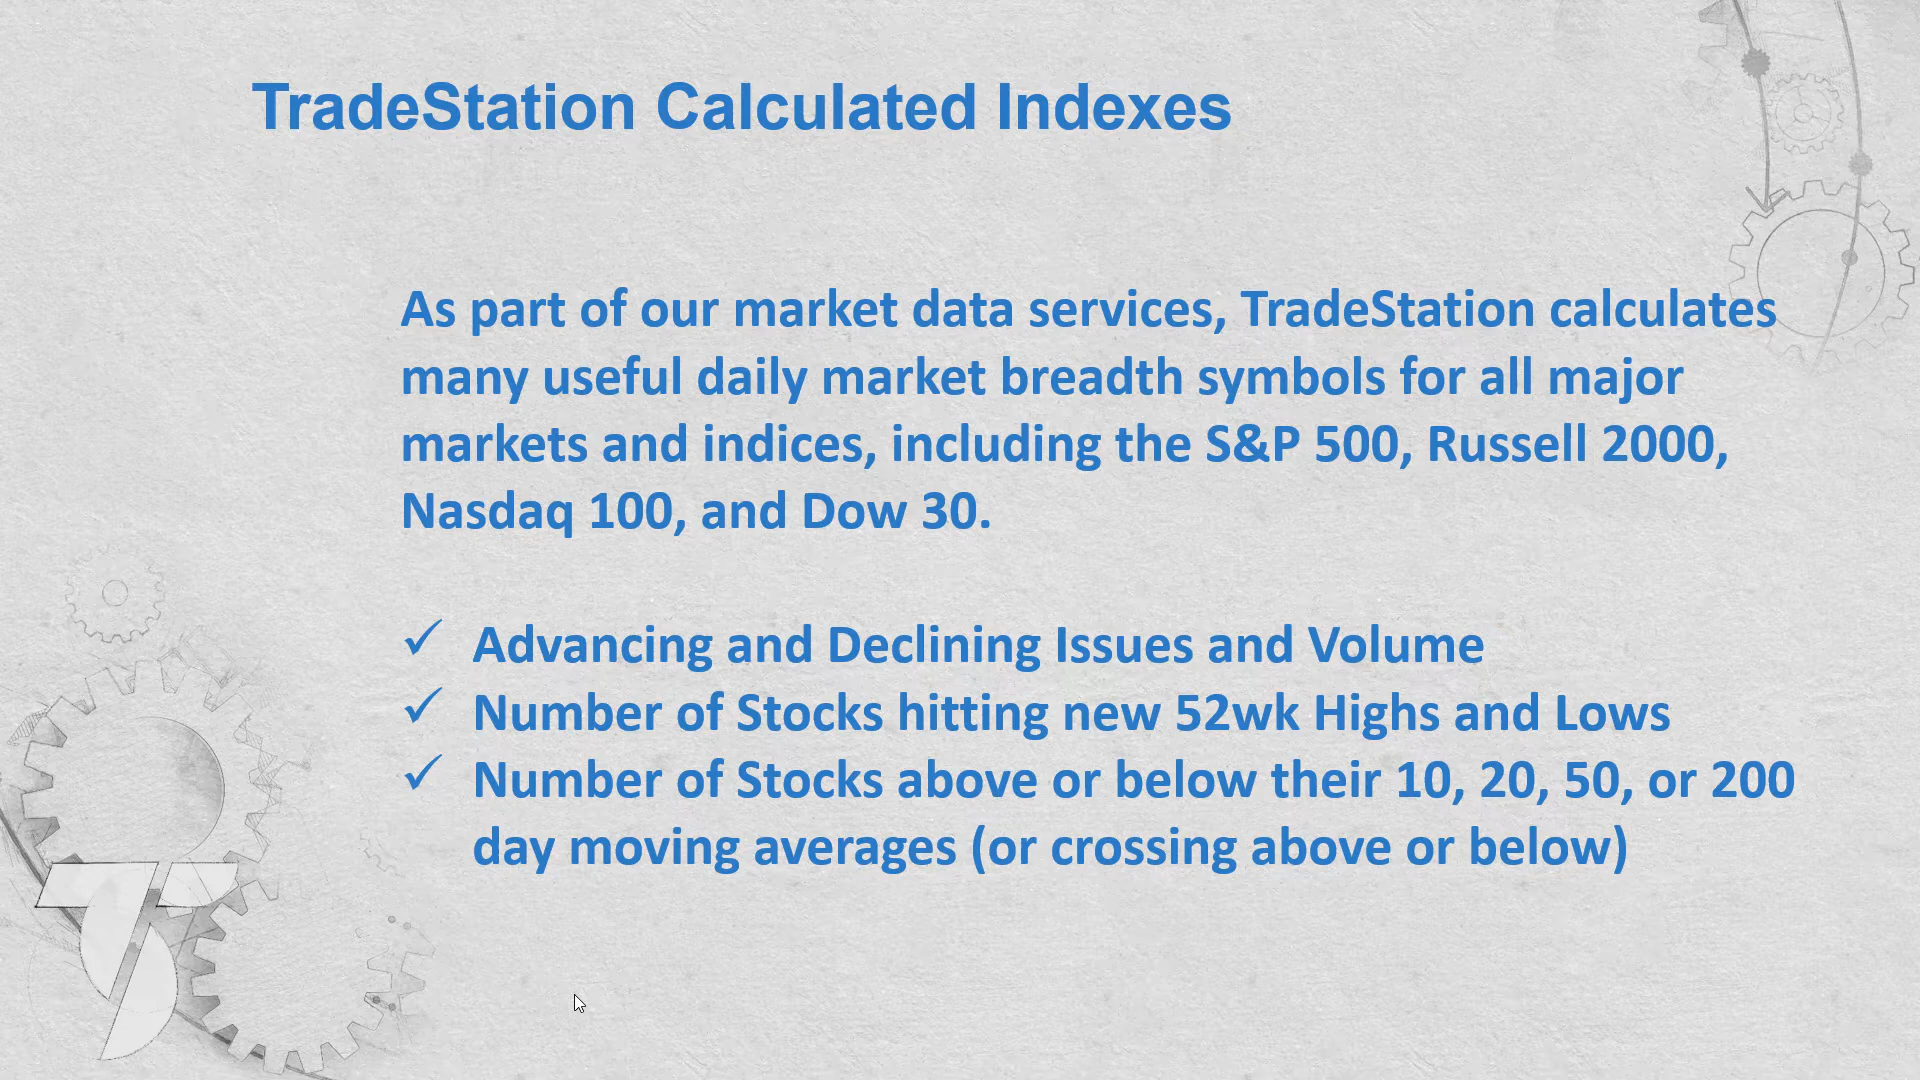 TradeStation Calculated Indexes
As part of our market data services, TradeStation calculates
many useful daily market breadth symbols for all major
markets and indices, including the S&P 500, Russell 2000,
Nasdaq 100, and Dow 30.
✓ Advancing and Declining Issues and Volume
✓ Number of Stocks hitting new 52wk Highs and Lows
✓ Number of Stocks above or below their 10, 20, 50, or 200
day moving averages (or crossing above or below)